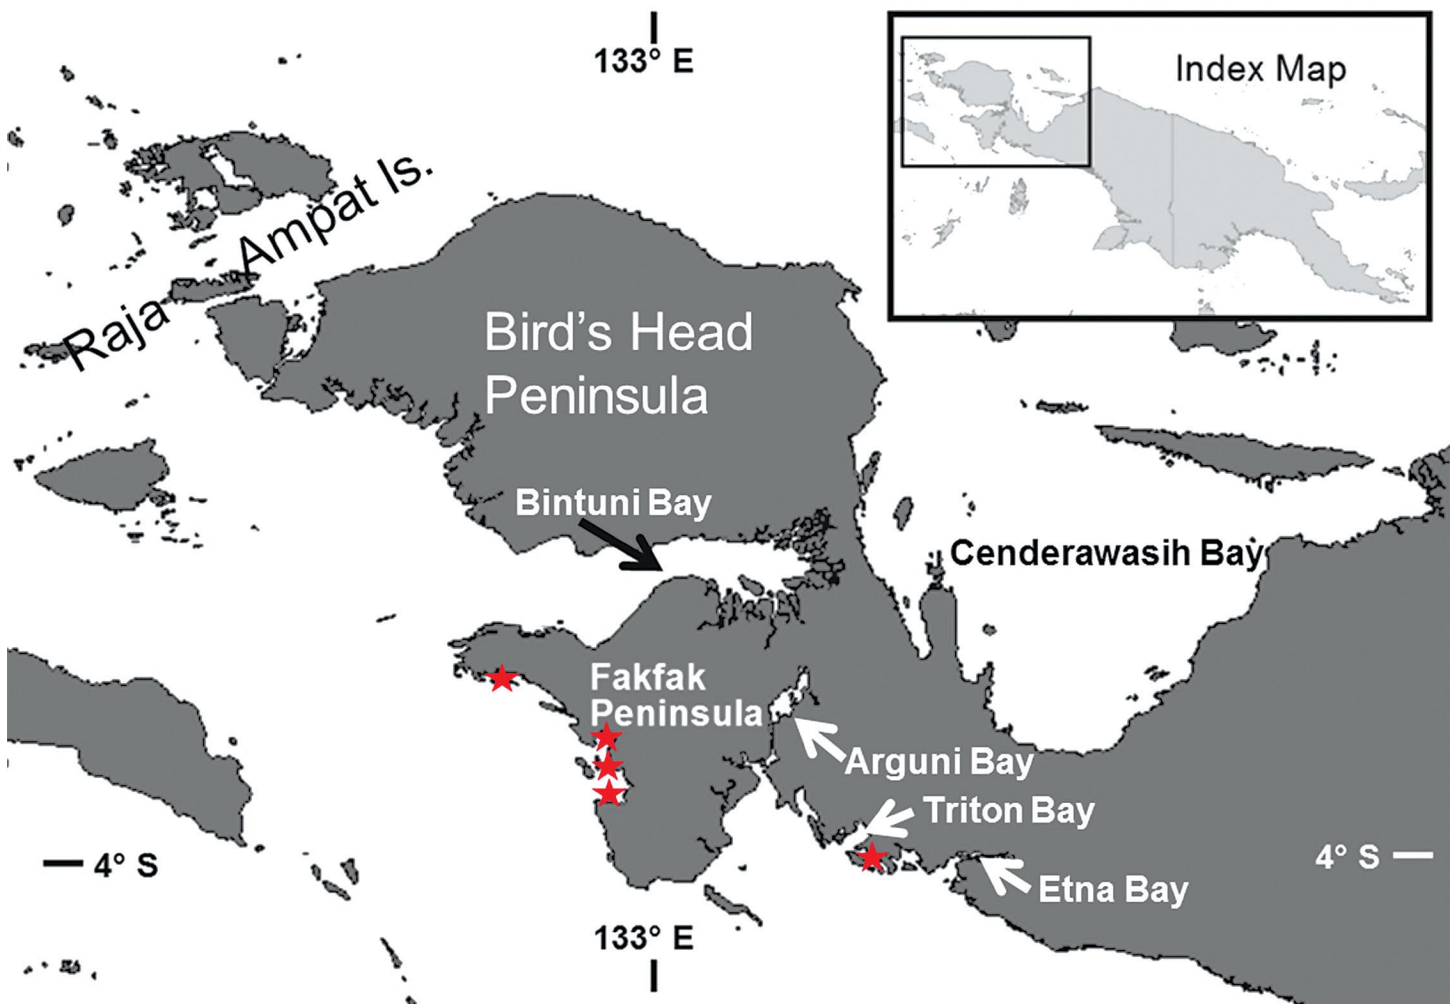 133° E
Index Map
Raja Ampat Is.
Bird's Head
Peninsula
Bintuni Bay
Cenderawasih Bay
Fakfak
Peninsula
Arguni Bay
Triton Bay
4° S
4° S
Etna Bay
133° E